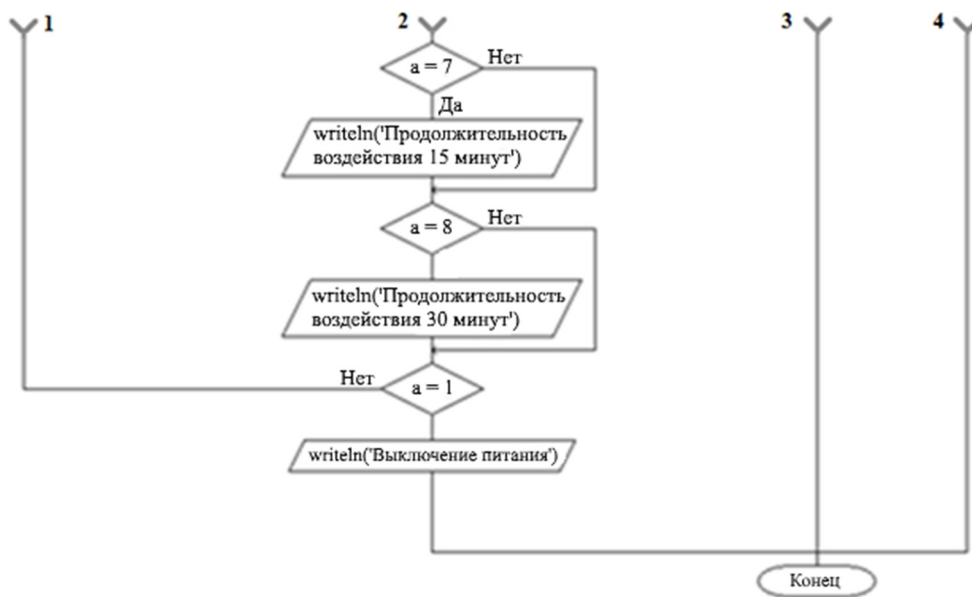 1
2
3
4
a = 7
Нет
Да
writeln('Продолжительность
воздействия 15 минут')
a = 8
Нет
writeln('Продолжительность
воздействия 30 минут')
Нет
a = 1
writeln('Выключение питания')
Конец